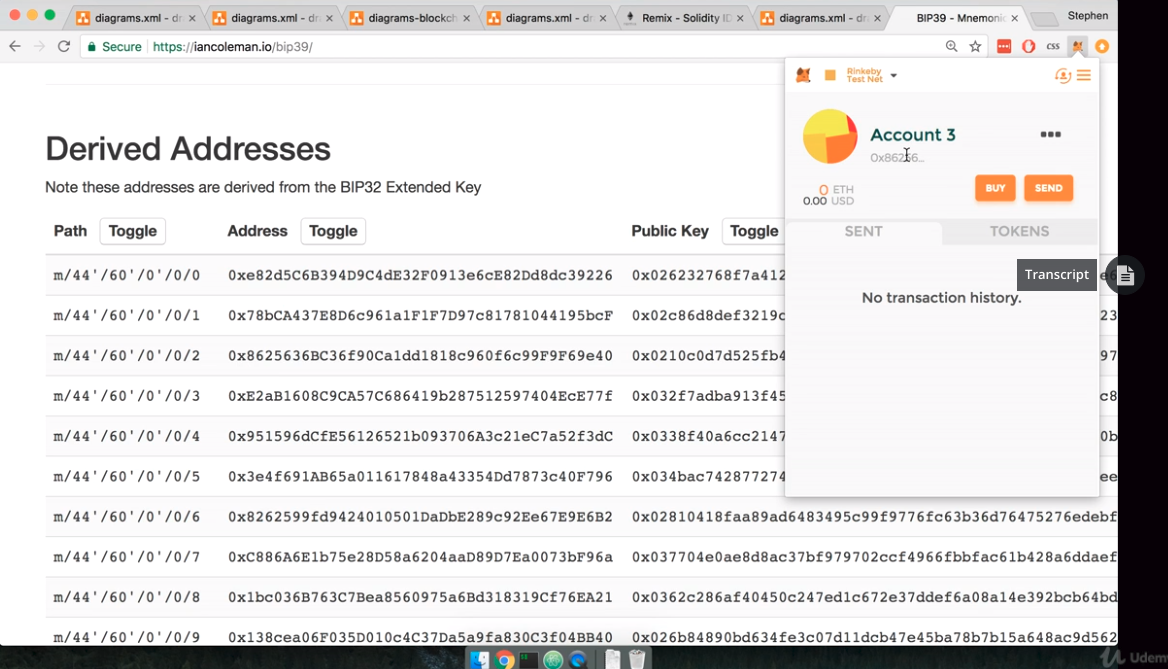 diagrams.xml - dr
diagrams.xml - dr
diagrams-blockch
diagrams.xml - dr
Remix - Solidity ID
diagrams.xml - dr
BIP39 - Mnemonic
Stephen
Secure https://iancoleman.io/bip39/
CSS
Rinkeby
Test Net
Account 3
0 ETH
0.00 USD
BUY
SEND
SENT
TOKENS
No transaction history.
Transcript
Derived Addresses
Note these addresses are derived from the BIP32 Extended Key
Path Toggle Address Toggle Public Key Toggle
m/44'/60'/0'/0/0 0xe82d5C6B394D9C4dE32F0913e6cE82Dd8dc39226 0x026232768f7a412
m/44'/60'/0'/0/1 0x78bCA437E8D6c961a1F1F7D97c81781044195bcF 0x02c86d8def3219c 23
m/44'/60'/0'/0/2 0x8625636BC36f90Ca1dd1818c960f6c99F9F69e40 0x0210c0d7d525fb4 97
m/44'/60'/0'/0/3 0xE2aB1608C9CA57C686419b287512597404EcE77f 0x032f7adba913f45 c8
m/44'/60'/0'/0/4 0x951596dCfE56126521b093706A3c21eC7a52f3dC 0x0338f40a6cc2147 0b
m/44'/60'/0'/0/5 0x3e4f691AB65a011617848a43354Dd7873c40F796 0x034bac742877274 ee
m/44'/60'/0'/0/6 0x8262599fd9424010501DaDbE289c92Ee67E9E6B2 0x02810418faa89ad6483495c99f9776fc63b36d76475276edebf
m/44'/60'/0'/0/7 0xC886A6E1b75e28D58a6204aaD89D7Ea0073bF96a 0x037704e0ae8d8ac37bf979702ccf4966fbbfac61b428a6ddaef
m/44'/60'/0'/0/8 0x1bc036B763C7Bea8560975a6Bd318319Cf76EA21 0x0362c286af40450c247ed1c672e37ddef6a08a14e392bcb64bd
m/44'/60'/0'/0/9 0x138cea06F035D010c4C37Da5a9fa830C3f04BB40 0x026b84890bd634fe3c07d11dcb47e45ba78b7b15a648ac9d562
Udem